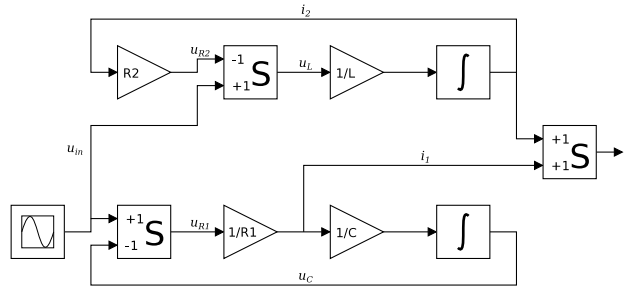 i2
R2
uR2
-1
+1
S
uL
1/L
∫
uin
+1
+1
S
i1
+1
-1
S
uR1
1/R1
1/C
∫
uC